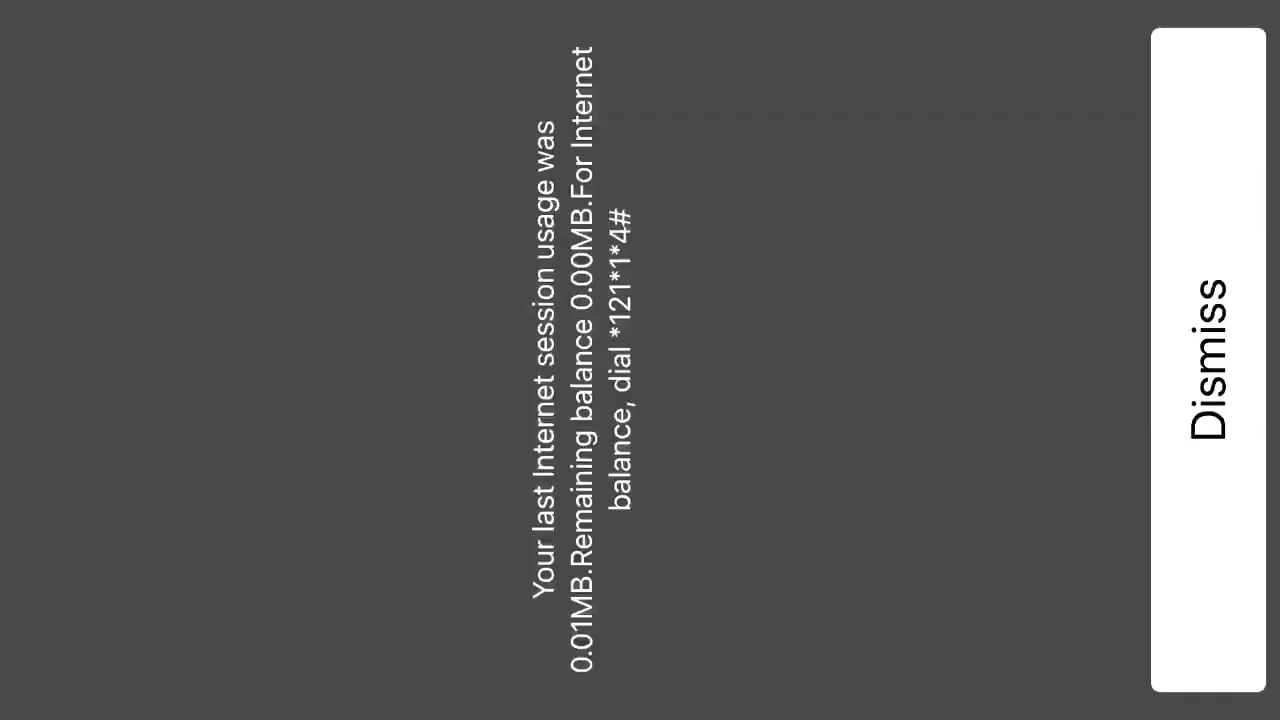 Your last Internet session usage was
0.01MB.Remaining balance 0.00MB.For Internet
balance, dial *121*1*4#
Dismiss